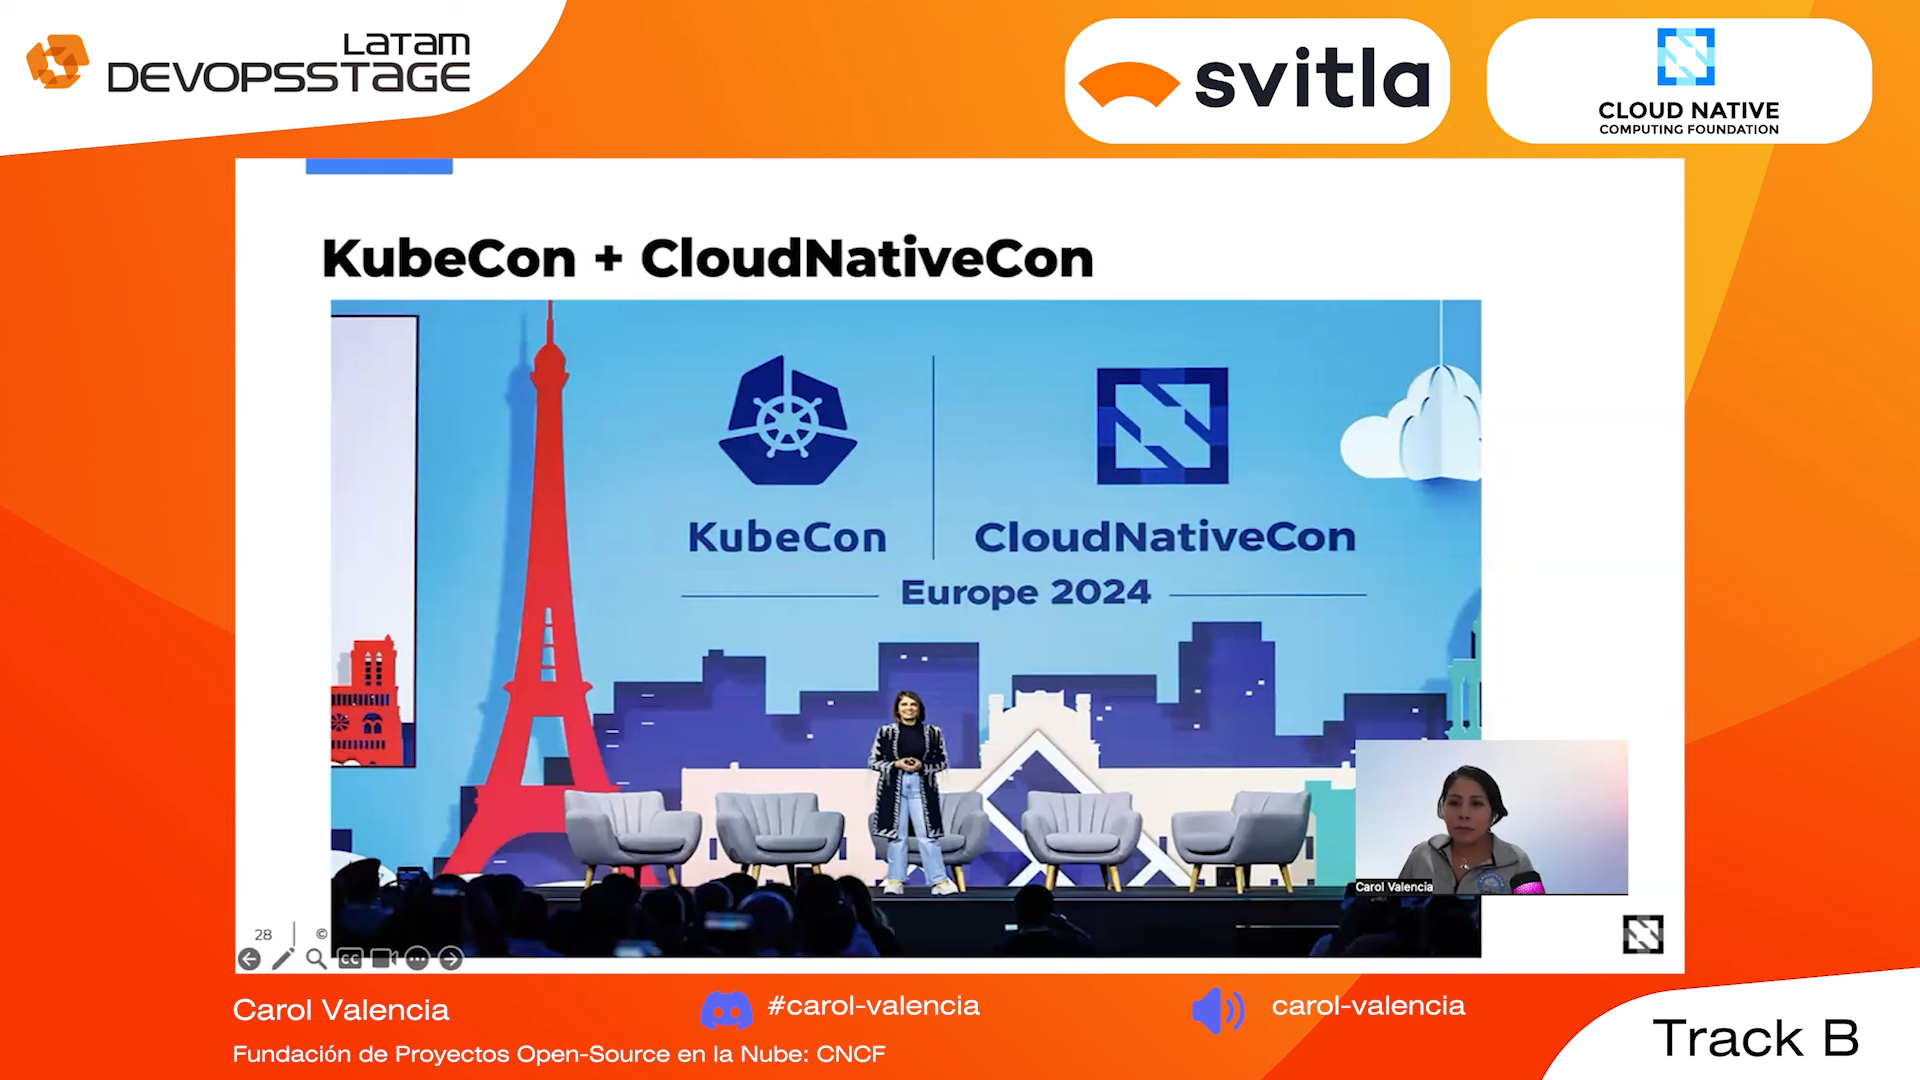 LATAM
DEVOPSSTAGE
svitla
CLOUD NATIVE
COMPUTING FOUNDATION
KubeCon + CloudNativeCon
KubeCon
CloudNativeCon
Europe 2024
Carol Valencia
28
©
CC
Carol Valencia
#carol-valencia
carol-valencia
Fundación de Proyectos Open-Source en la Nube: CNCF
Track B